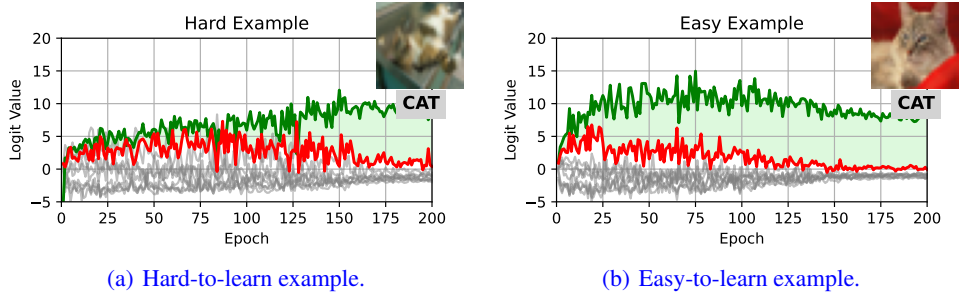 Hard Example
20
15
10
5
0
−5
Logit Value
CAT
0 25 50 75 100 125 150 175 200
Epoch
(a) Hard-to-learn example.
Easy Example
20
15
10
5
0
−5
Logit Value
CAT
0 25 50 75 100 125 150 175 200
Epoch
(b) Easy-to-learn example.